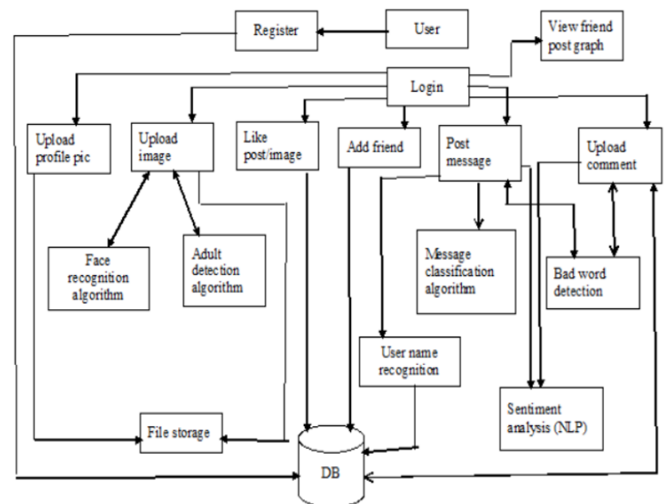 Register
User
View friend
post graph
Login
Upload
profile pic
Upload
image
Like
post/image
Add friend
Post
message
Upload
comment
Face
recognition
algorithm
Adult
detection
algorithm
Message
classification
algorithm
Bad word
detection
User name
recognition
File storage
Sentiment
analysis (NLP)
DB